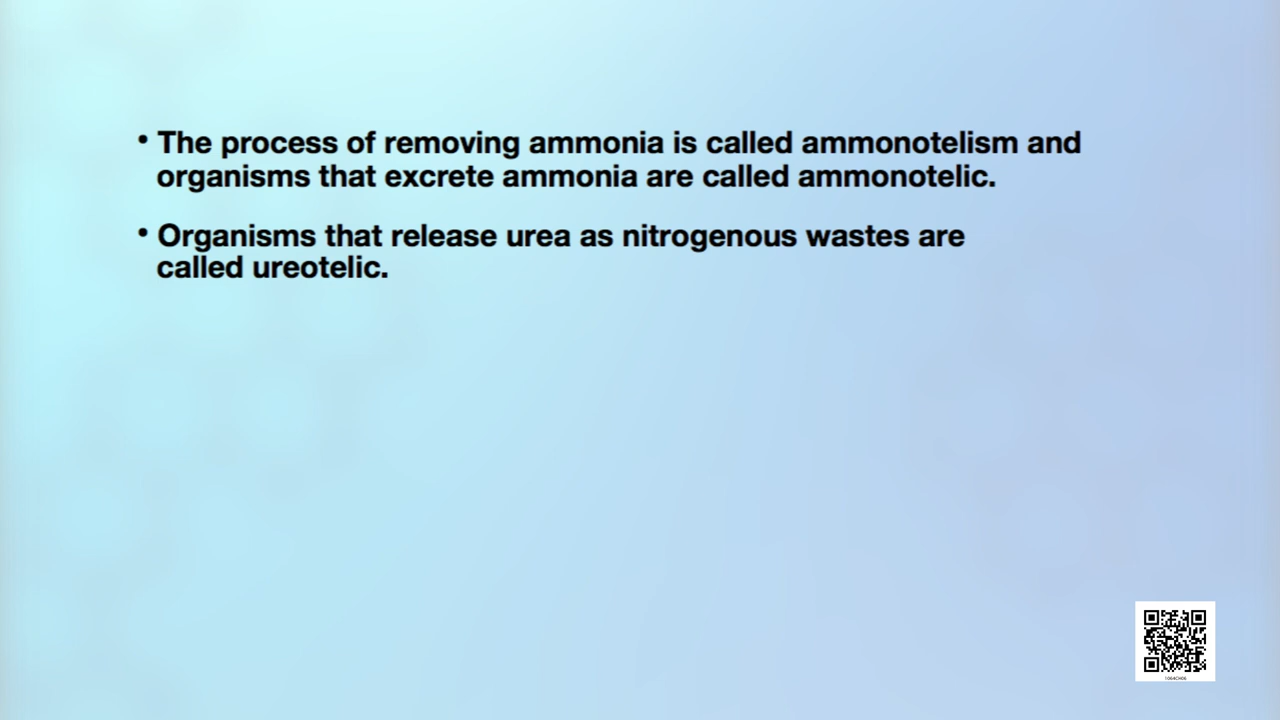 • The process of removing ammonia is called ammonotelism and
organisms that excrete ammonia are called ammonotelic.
• Organisms that release urea as nitrogenous wastes are
called ureotelic.